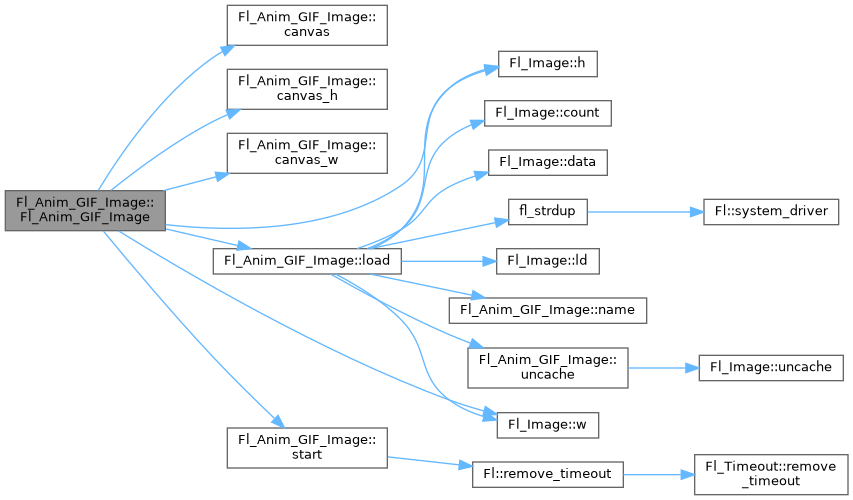 Fl_Anim_GIF_Image::
Fl_Anim_GIF_Image
Fl_Anim_GIF_Image::
canvas
Fl_Anim_GIF_Image::
canvas_h
Fl_Anim_GIF_Image::
canvas_w
Fl_Anim_GIF_Image::load
Fl_Anim_GIF_Image::
start
Fl_Image::h
Fl_Image::count
Fl_Image::data
fl_strdup
Fl_Image::ld
Fl_Anim_GIF_Image::name
Fl_Anim_GIF_Image::
uncache
Fl_Image::w
Fl::remove_timeout
Fl::system_driver
Fl_Image::uncache
Fl_Timeout::remove
_timeout